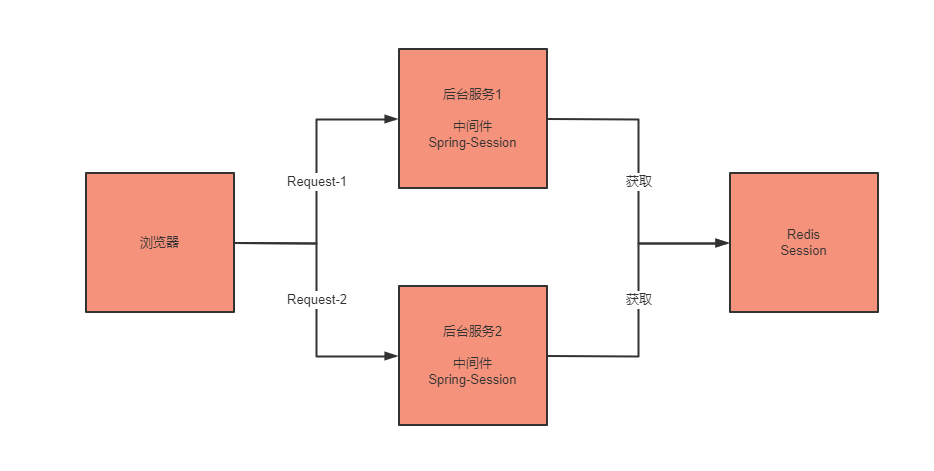 后台服务1
中间件
Spring-Session
Request-1
获取
浏览器
Redis
Session
Request-2
获取
后台服务2
中间件
Spring-Session